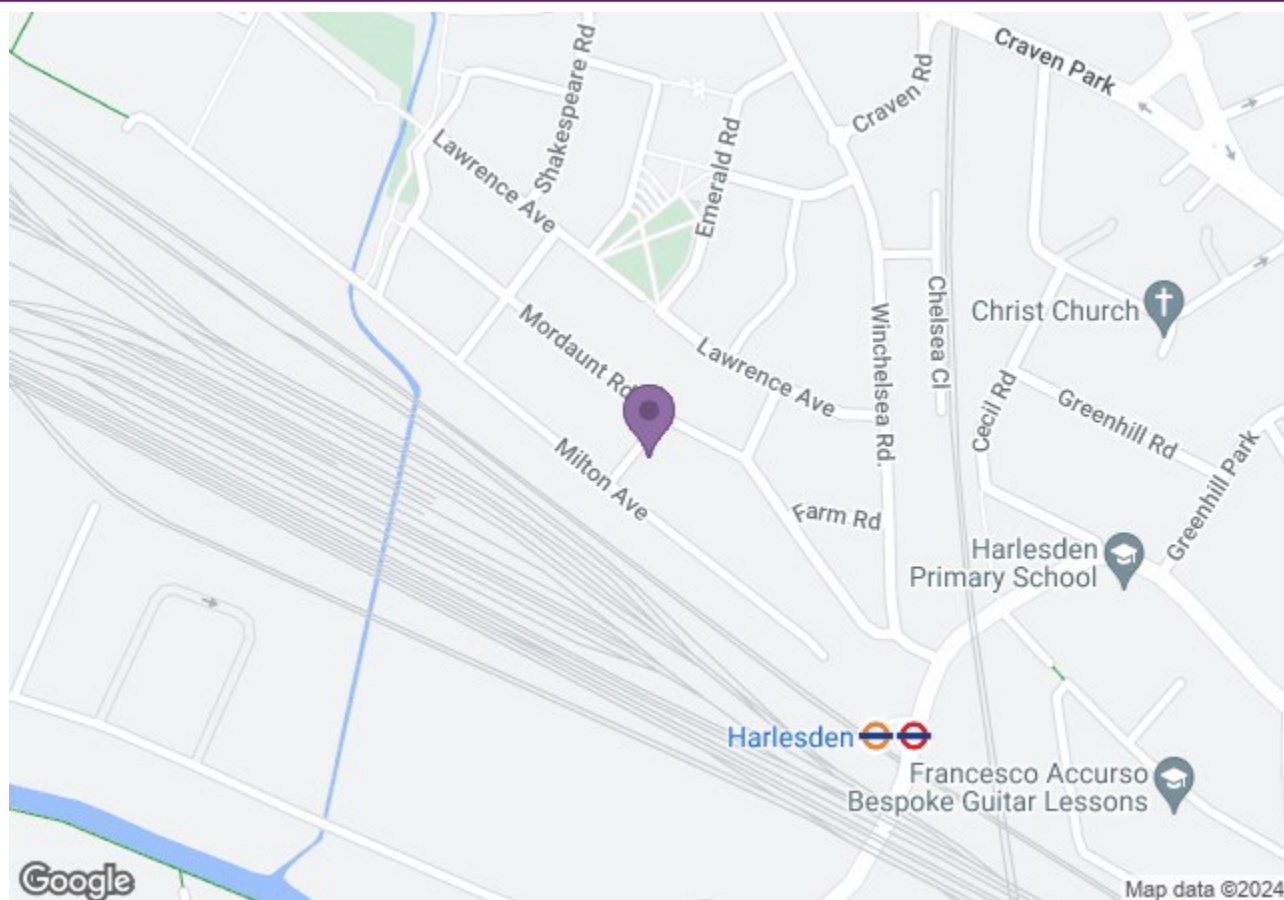 Craven Park
Shakespeare Rd
Craven Rd
Emerald Rd
Lawrence Ave
Chelsea Cl
Christ Church
Mordaunt Rd
Winchelsea Rd.
Lawrence Ave
Cecil Rd
Greenhill Rd
Greenhill Park
Milton Ave
Farm Rd
Harlesden
Primary School
Harlesden
Francesco Accurso
Bespoke Guitar Lessons
Google
Map data ©2024